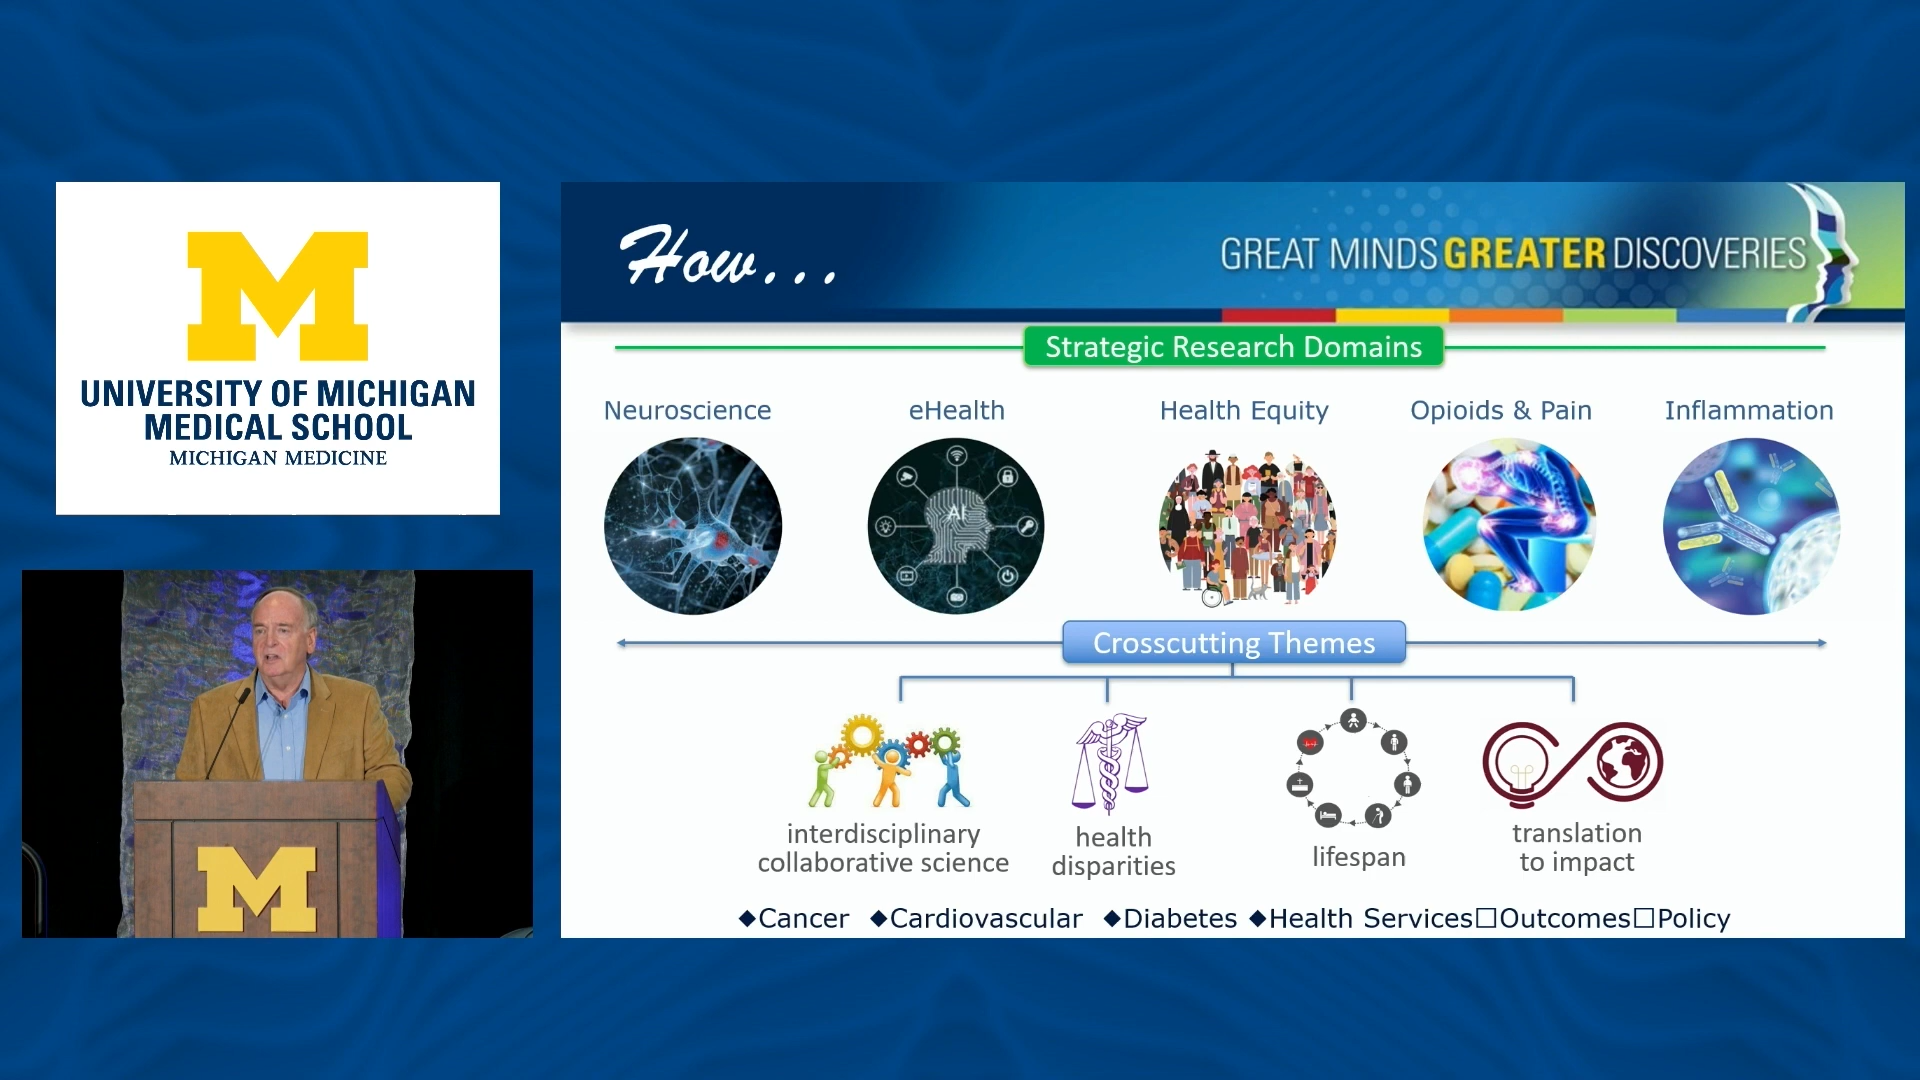 M
UNIVERSITY OF MICHIGAN
MEDICAL SCHOOL
MICHIGAN MEDICINE
M
How...
GREAT MINDS GREATER DISCOVERIES
Strategic Research Domains
Neuroscience eHealth Health Equity Opioids & Pain Inflammation
AI
Crosscutting Themes
interdisciplinary
collaborative science
health
disparities
lifespan
translation
to impact
◆Cancer ◆Cardiovascular ◆Diabetes ◆Health Services□Outcomes□Policy